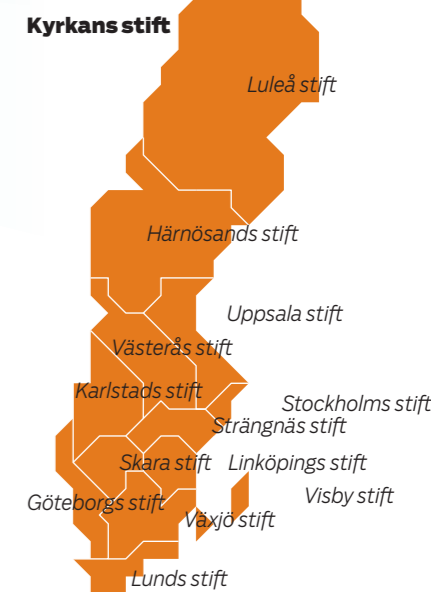 Kyrkans stift
Luleå stift
Härnösands stift
Uppsala stift
Västerås stift
Karlstads stift
Stockholms stift
Strängnäs stift
Skara stift
Linköpings stift
Visby stift
Göteborgs stift
Växjö stift
Lunds stift